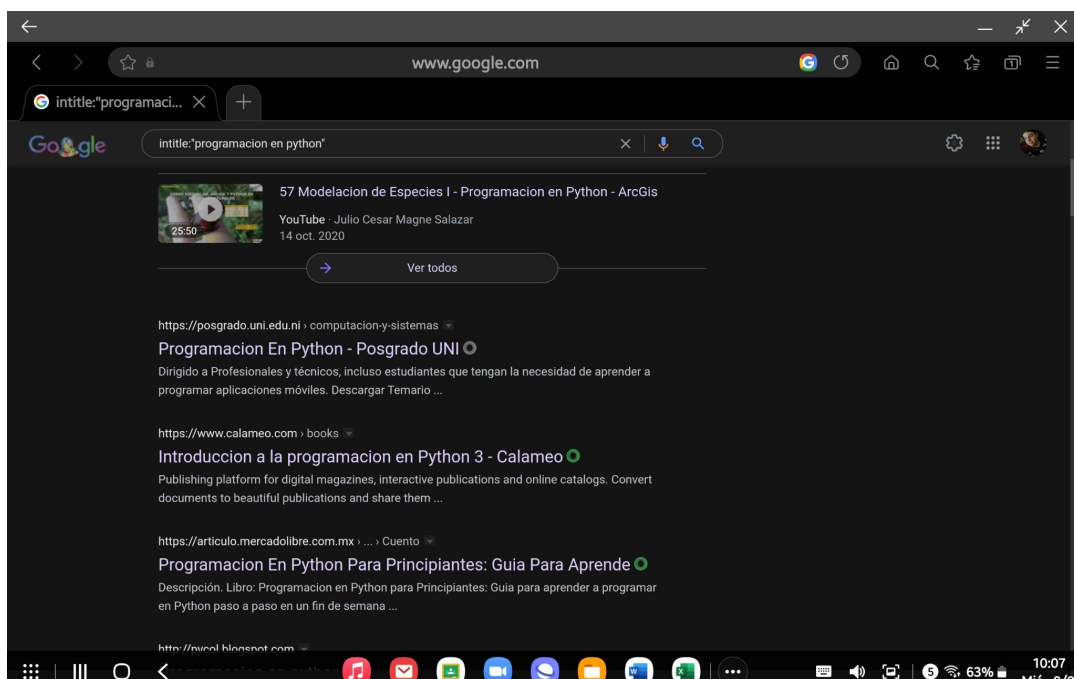 www.google.com
intitle:"programaci...
Google
intitle:"programacion en python"
57 Modelacion de Especies I - Programacion en Python - ArcGis
YouTube · Julio Cesar Magne Salazar
14 oct. 2020
25:50
Ver todos
https://posgrado.uni.edu.ni › computacion-y-sistemas
Programacion En Python - Posgrado UNI
Dirigido a Profesionales y técnicos, incluso estudiantes que tengan la necesidad de aprender a
programar aplicaciones móviles. Descargar Temario ...
https://www.calameo.com › books
Introduccion a la programacion en Python 3 - Calameo
Publishing platform for digital magazines, interactive publications and online catalogs. Convert
documents to beautiful publications and share them ...
https://articulo.mercadolibre.com.mx › ... › Cuento
Programacion En Python Para Principiantes: Guia Para Aprende
Descripción. Libro: Programacion en Python para Principiantes: Guia para aprender a programar
en Python paso a paso en un fin de semana ...
http://pycol.blogspot.com
5 63% 10:07